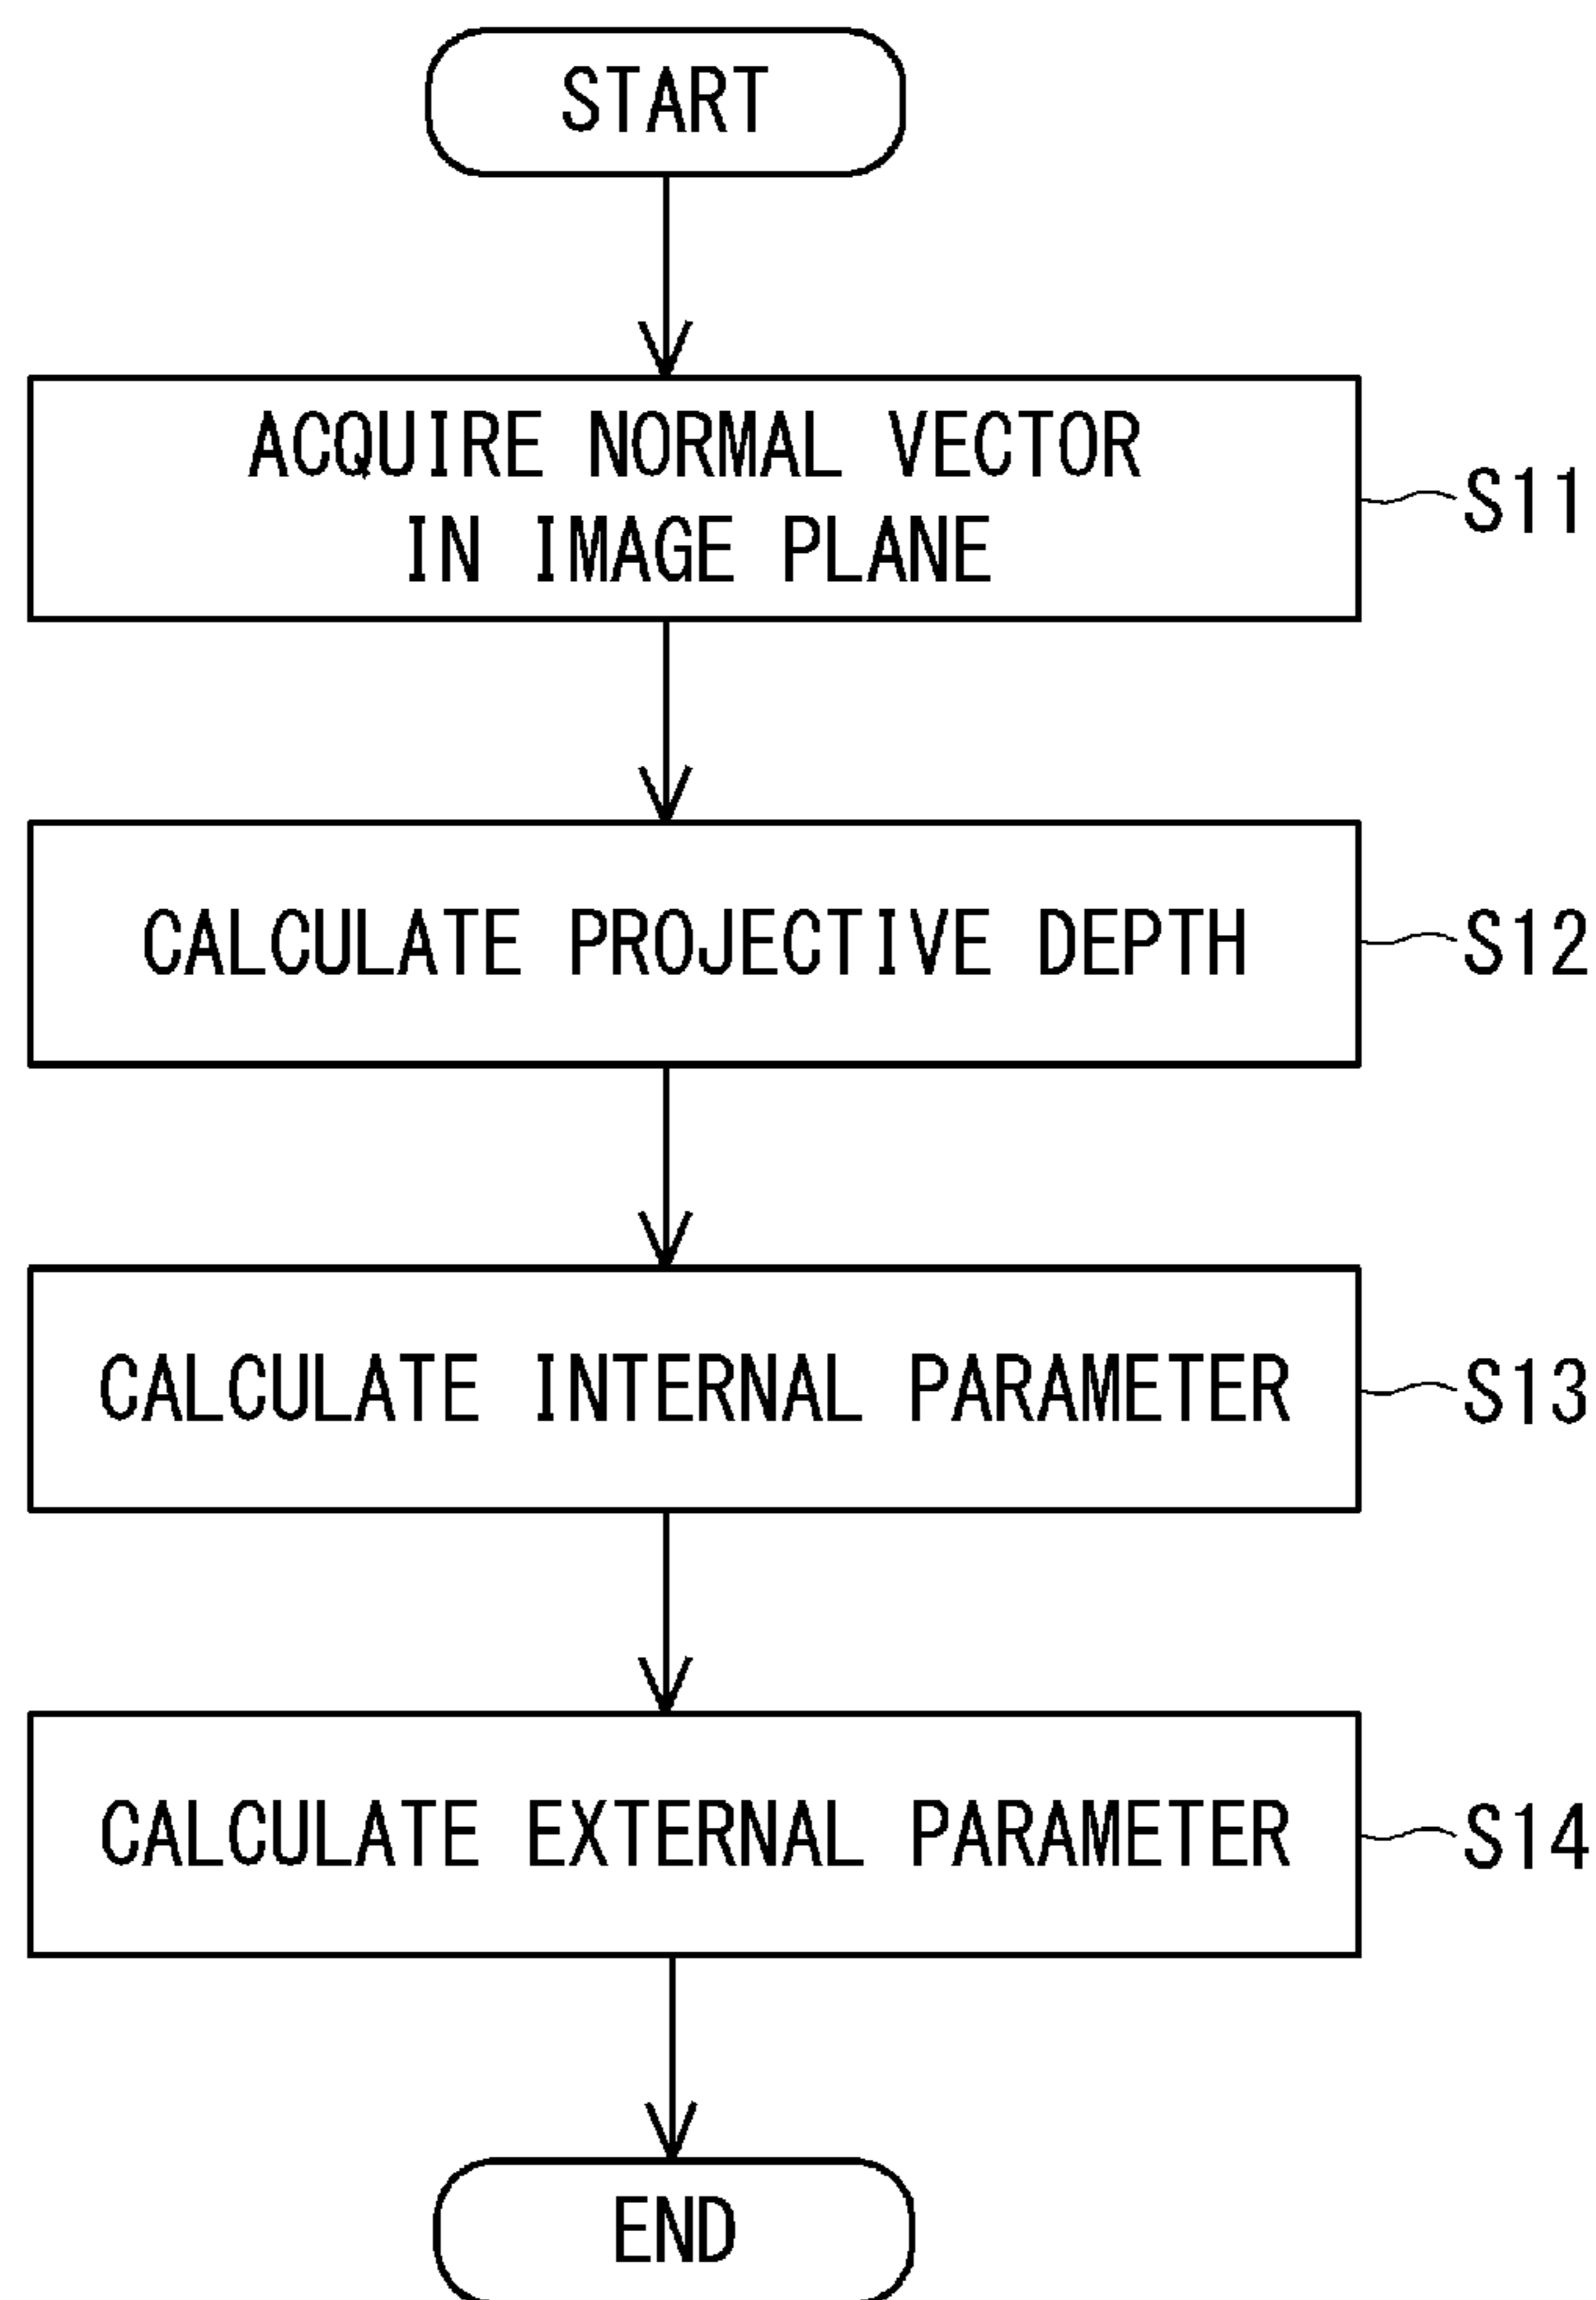 START
ACQUIRE NORMAL VECTOR
IN IMAGE PLANE
S11
CALCULATE PROJECTIVE DEPTH
S12
CALCULATE INTERNAL PARAMETER
S13
CALCULATE EXTERNAL PARAMETER
S14
END